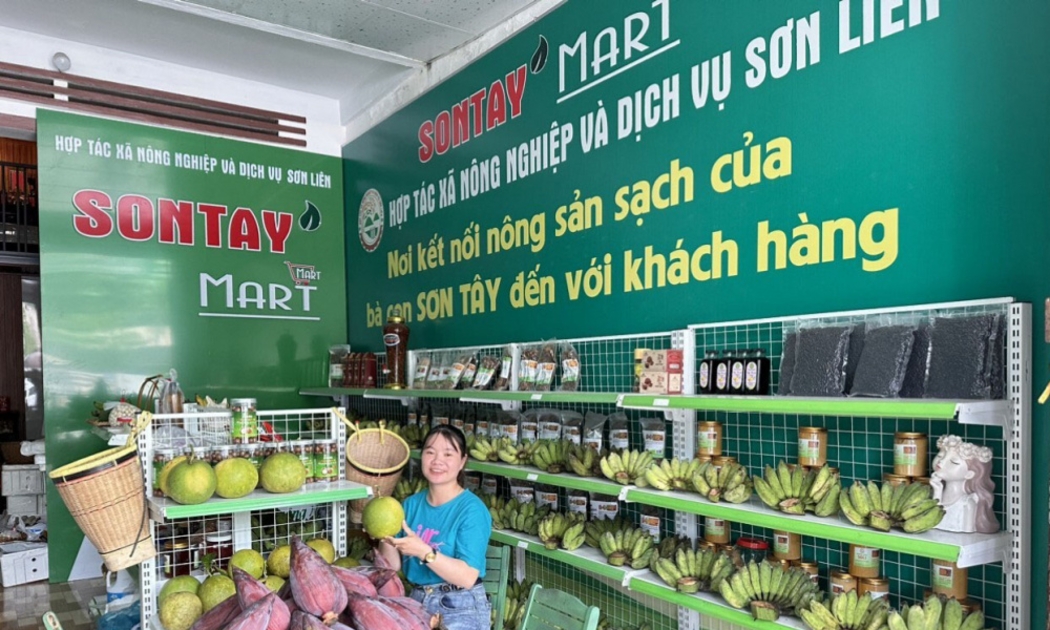 HỢP TÁC XÃ NÔNG NGHIỆP VÀ DỊCH VỤ SƠN LIÊN
SONTAY
MART
MART
SONTAY MART
HỢP TÁC XÃ NÔNG NGHIỆP VÀ DỊCH VỤ SƠN LIÊN
Nơi kết nối nông sản sạch của
bà con SƠN TÂY đến với khách hàng